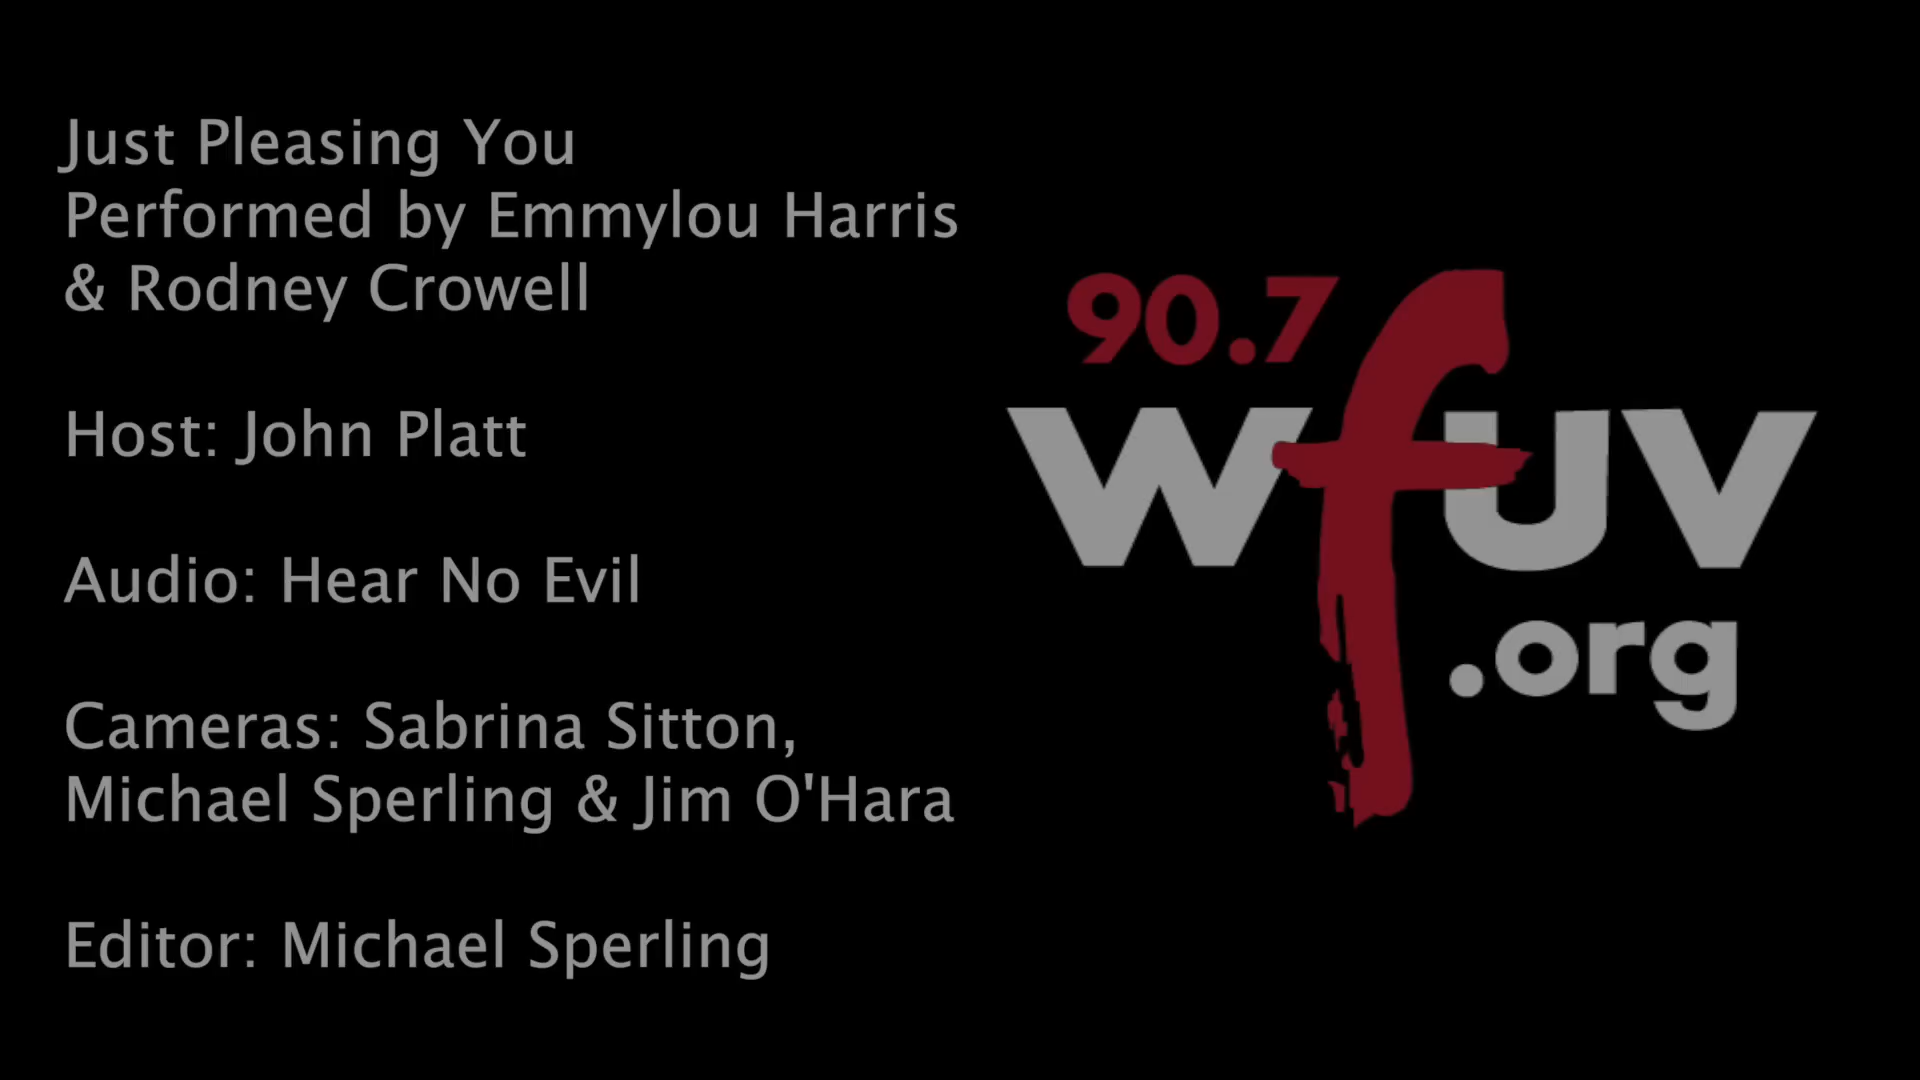 Just Pleasing You
Performed by Emmylou Harris
& Rodney Crowell
Host: John Platt
Audio: Hear No Evil
Cameras: Sabrina Sitton,
Michael Sperling & Jim O'Hara
Editor: Michael Sperling
90.7
wfuv
.org